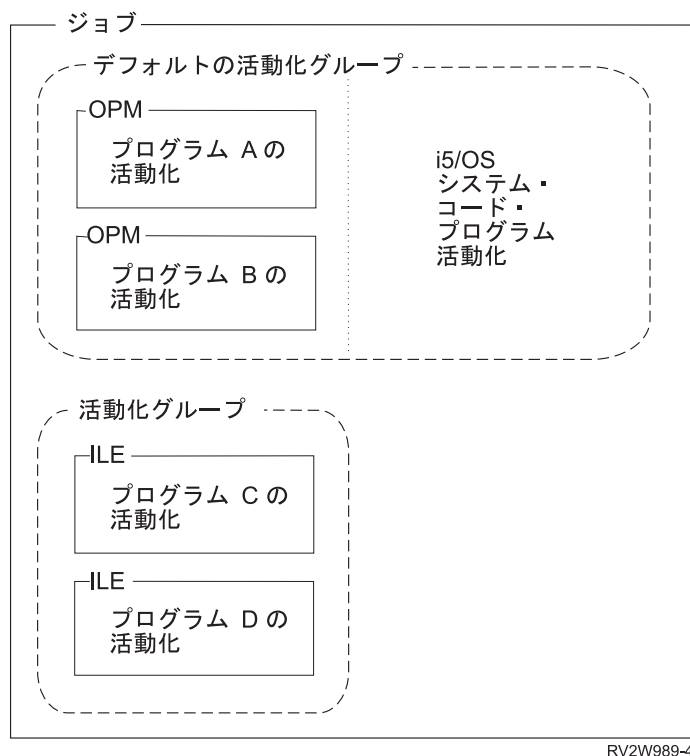 ジョブ
デフォルトの活動化グループ
OPM
プログラム A の
活動化
OPM
プログラム B の
活動化
i5/OS
システム・
コード・
プログラム
活動化
活動化グループ
ILE
プログラム C の
活動化
ILE
プログラム D の
活動化
RV2W989-4